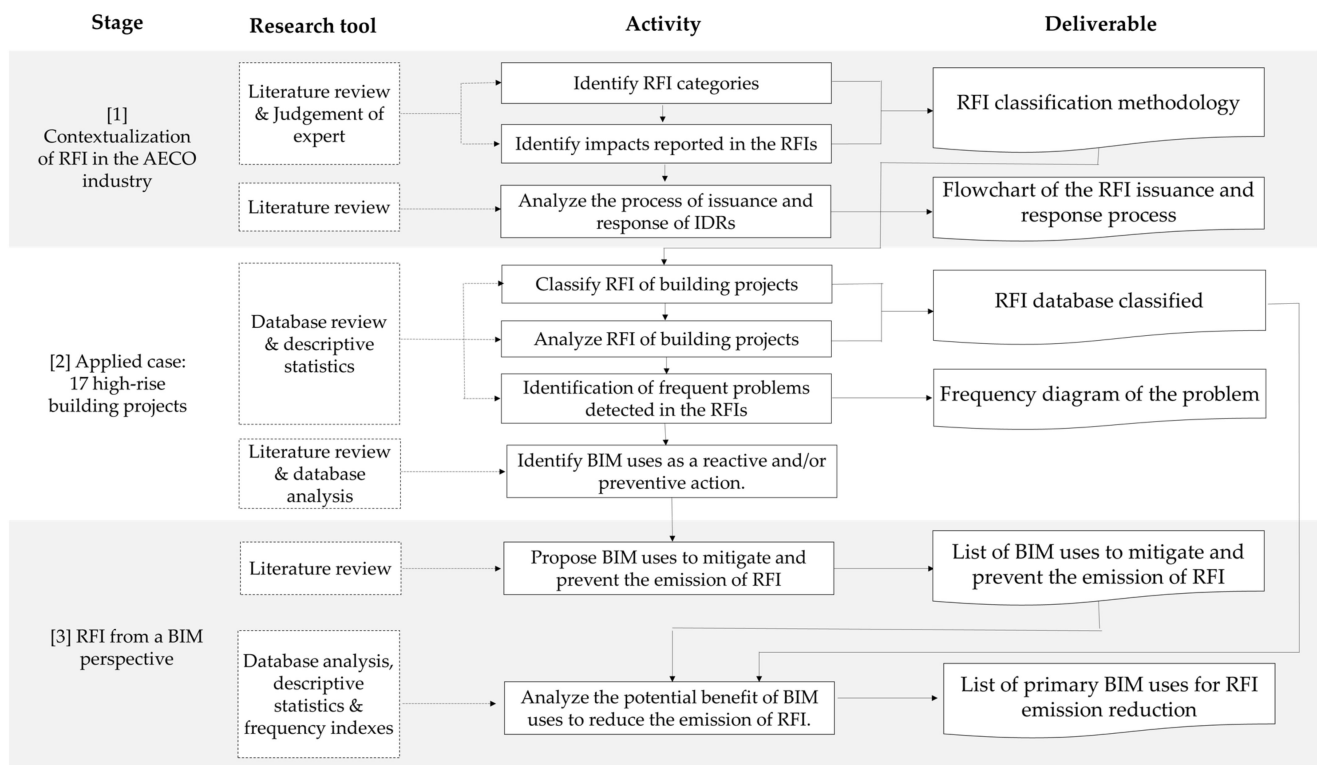 Stage
Research tool
Activity
Deliverable
[1]
Contextualization
of RFI in the AECO
industry
Literature review
& Judgement of
expert
Identify RFI categories
Identify impacts reported in the RFIs
RFI classification methodology
Literature review
Analyze the process of issuance and
response of IDRs
Flowchart of the RFI issuance and
response process
[2] Applied case:
17 high-rise
building projects
Database review
& descriptive
statistics
Classify RFI of building projects
Analyze RFI of building projects
RFI database classified
Identification of frequent problems
detected in the RFIs
Frequency diagram of the problem
Literature review
& database
analysis
Identify BIM uses as a reactive and/or
preventive action.
[3] RFI from a BIM
perspective
Literature review
Propose BIM uses to mitigate and
prevent the emission of RFI
List of BIM uses to mitigate and
prevent the emission of RFI
Database analysis,
descriptive
statistics &
frequency indexes
Analyze the potential benefit of BIM
uses to reduce the emission of RFI.
List of primary BIM uses for RFI
emission reduction